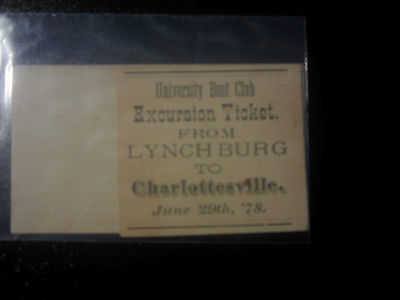 University Boat Club
Excursion Ticket.
FROM
LYNCHBURG
TO
Charlottesville.
June 29th, '78.